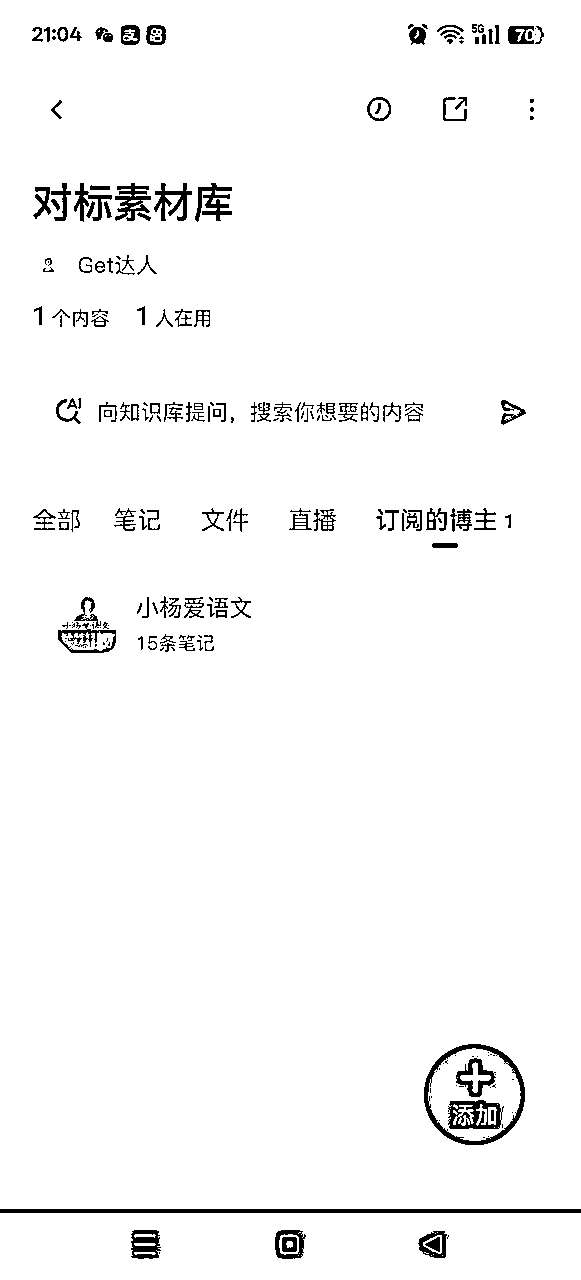 21:04 支 5G 70
对标素材库
Get达人
1个内容 1人在用
AI 向知识库提问，搜索你想要的内容
全部 笔记 文件 直播 订阅的博主 1
小杨爱语文
15条笔记
添加